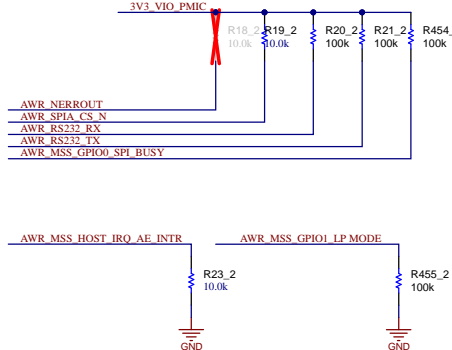 3V3_VIO_PMIC
R18_2 R19_2 R20_2 R21_2 R454_
10.0k 10.0k 100k 100k 100k
AWR_NERROUT
AWR_SPIA_CS_N
AWR_RS232_RX
AWR_RS232_TX
AWR_MSS_GPIO0_SPI_BUSY
AWR_MSS_HOST_IRQ_AE_INTR AWR_MSS_GPIO1_LP MODE
R23_2 R455_2
10.0k 100k
GND GND